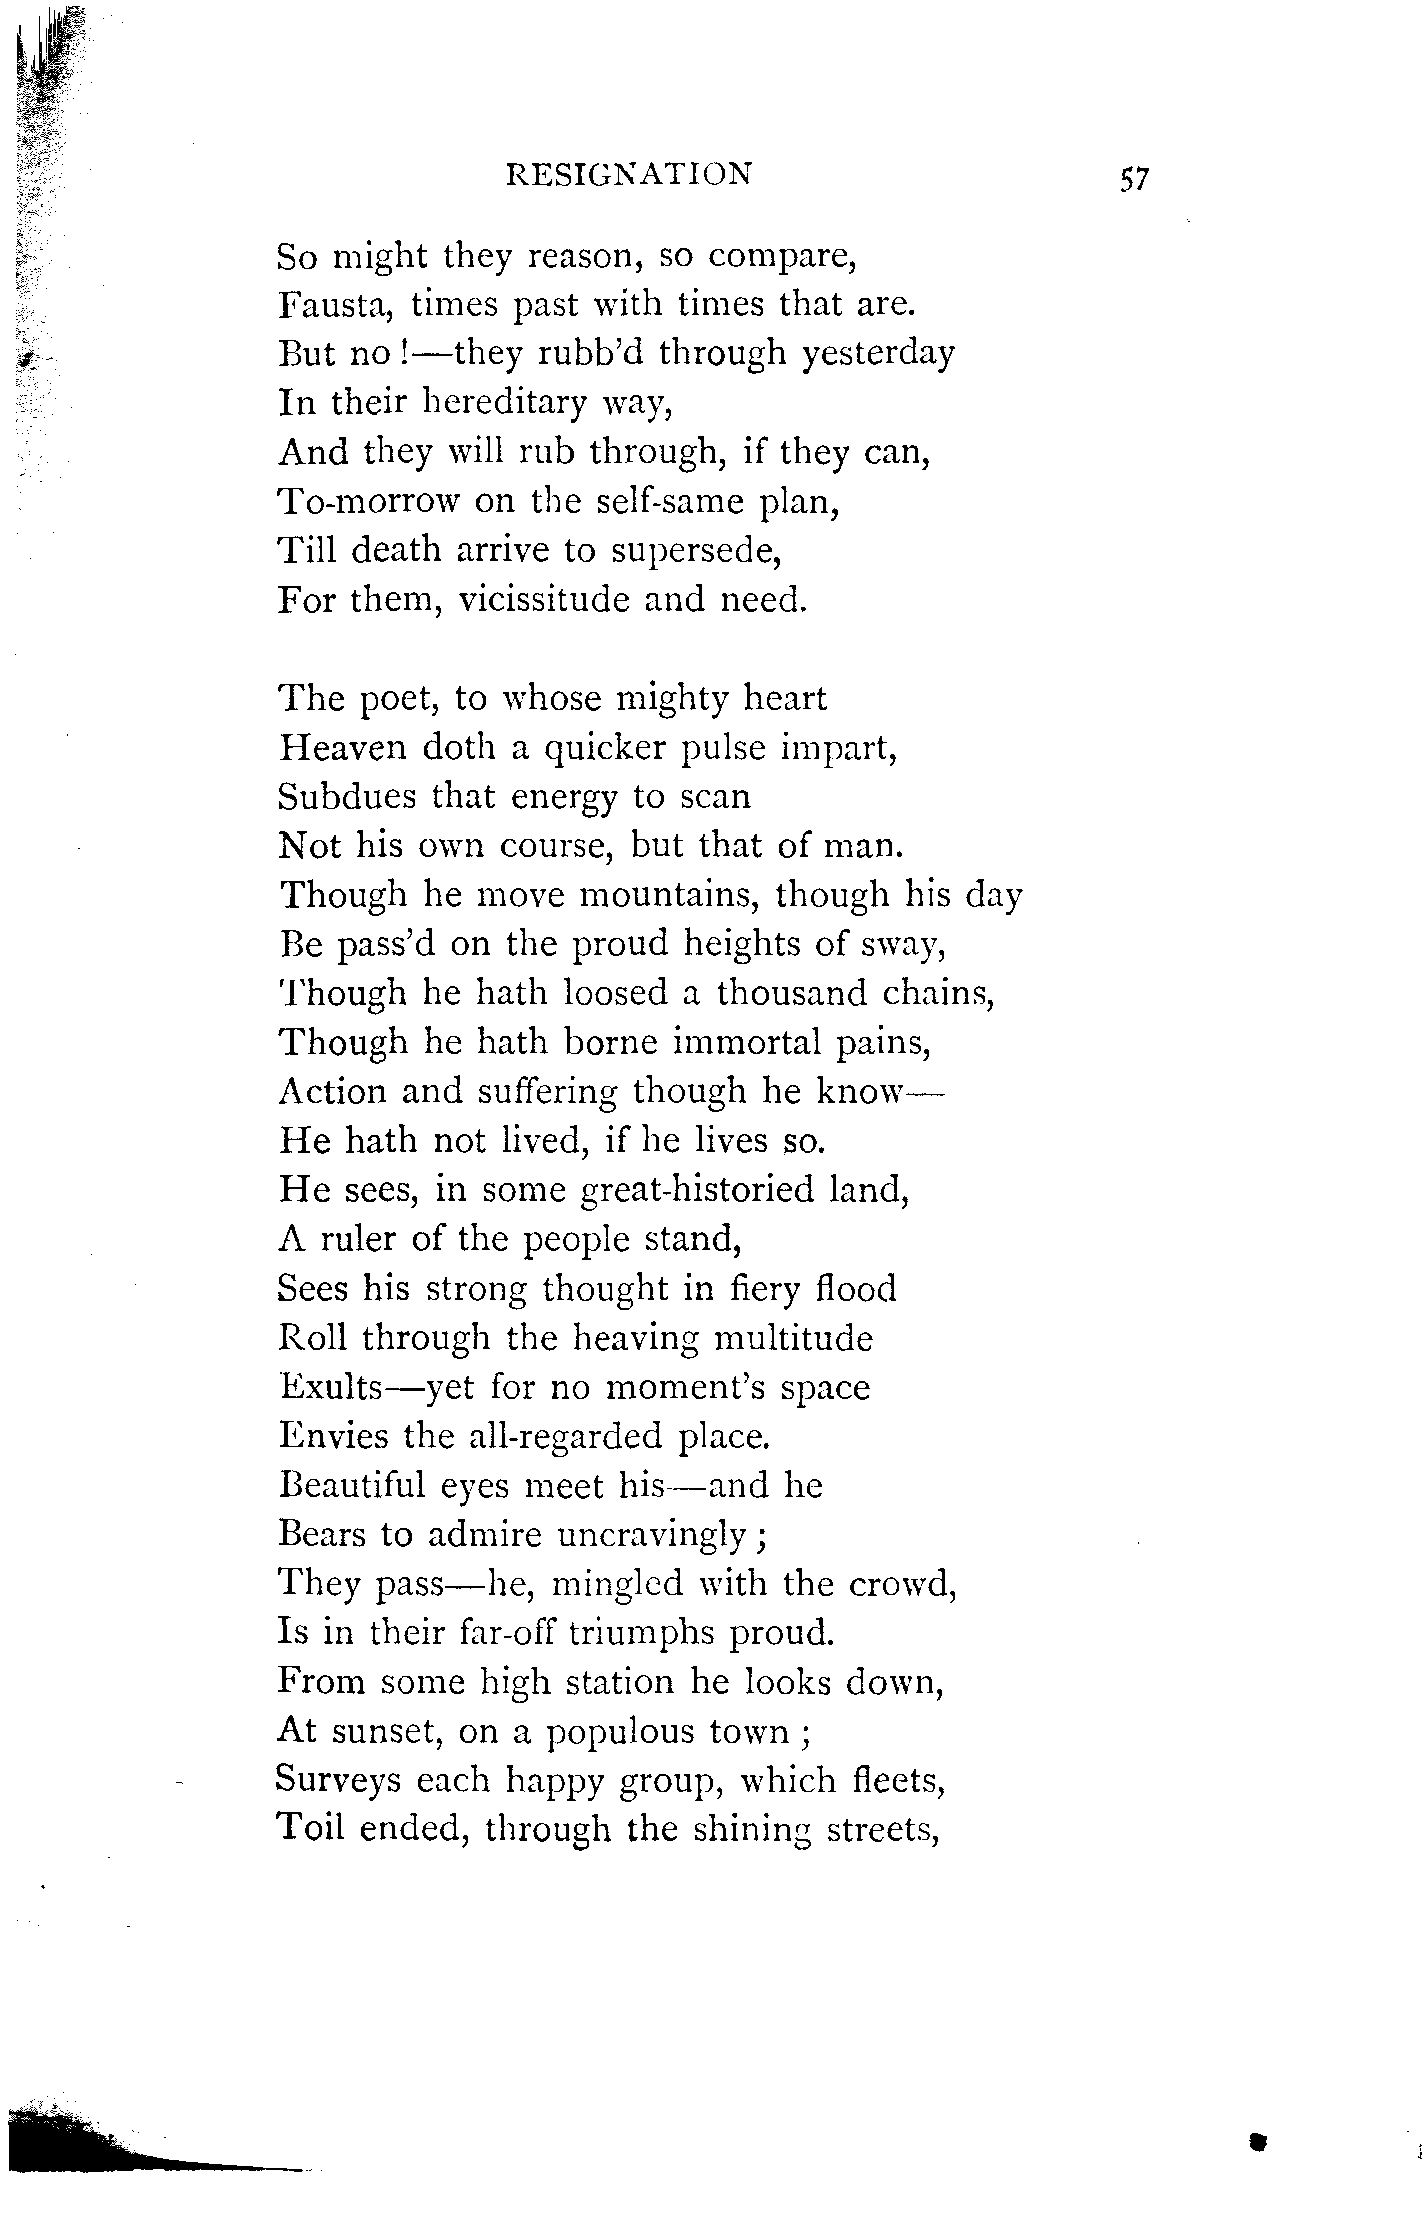 RESIGNATION 57
So might they reason, so compare,
Fausta, times past with times that are.
But no !—they rubb'd through yesterday
In their hereditary way,
And they will rub through, if they can,
To-morrow on the self-same plan,
Till death arrive to supersede,
For them, vicissitude and need.
The poet, to whose mighty heart
Heaven doth a quicker pulse impart,
Subdues that energy to scan
Not his own course, but that of man.
Though he move mountains, though his day
Be pass'd on the proud heights of sway,
Though he hath loosed a thousand chains,
Though he hath borne immortal pains,
Action and suffering though he know—
He hath not lived, if he lives so.
He sees, in some great-historied land,
A ruler of the people stand,
Sees his strong thought in fiery flood
Roll through the heaving multitude
Exults—yet for no moment's space
Envies the all-regarded place.
Beautiful eyes meet his—and he
Bears to admire uncravingly ;
They pass—he, mingled with the crowd,
Is in their far-off triumphs proud.
From some high station he looks down,
At sunset, on a populous town ;
Surveys each happy group, which fleets,
Toil ended, through the shining streets,